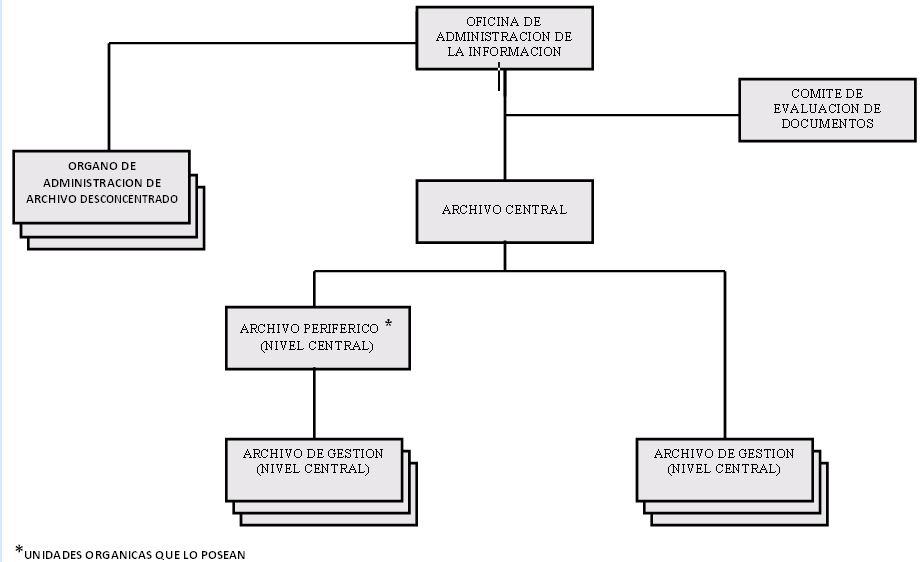 OFICINA DE
ADMINISTRACION DE
LA INFORMACION
COMITE DE
EVALUACION DE
DOCUMENTOS
ORGANO DE
ADMINISTRACION DE
ARCHIVO DESCONCENTRADO
ARCHIVO CENTRAL
ARCHIVO PERIFERICO *
(NIVEL CENTRAL)
ARCHIVO DE GESTION
(NIVEL CENTRAL)
ARCHIVO DE GESTION
(NIVEL CENTRAL)
*UNIDADES ORGANICAS QUE LO POSEAN